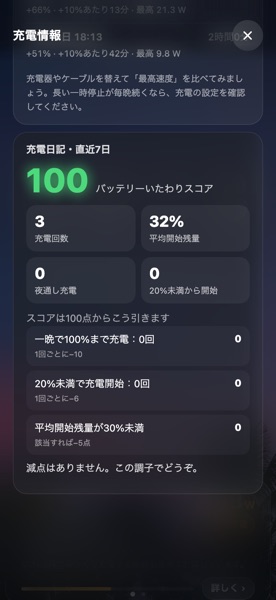 +66% · +10%あたり13分 · 最高 21.3 W
充電情報
日 18:13
2時間
+51% · +10%あたり42分 · 最高 9.8 W
充電器やケーブルを替えて「最高速度」を比べてみましょ
う。長い一時停止が毎晩続くなら、充電の設定を確認
してください。
充電日記・直近7日
100 バッテリーいたわりスコア
3
充電回数
32%
平均開始残量
0
夜通し充電
0
20%未満から開始
スコアは100点からこう引きます
一晩で100%まで充電：0回 0
1回ごとに−10
20%未満で充電開始：0回 0
1回ごとに−6
平均開始残量が30%未満 0
該当すれば−5点
減点はありません。この調子でどうぞ。
詳しく ›